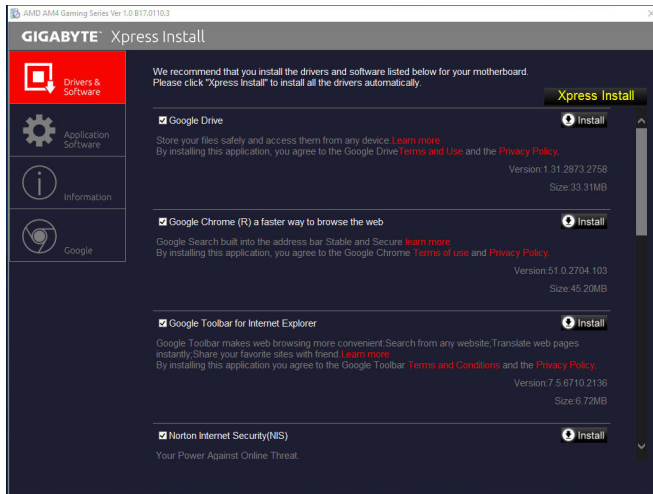 AMD AM4 Gaming Series Ver 1.0 B17.0110.3
GIGABYTE™ Xpress Install
Drivers &
Software
Application
Software
Information
Google
We recommend that you install the drivers and software listed below for your motherboard.
Please click "Xpress Install" to install all the drivers automatically.
Xpress Install
Google Drive
Install
Store your files safely and access them from any device.Learn more
By installing this application, you agree to the Google DriveTerms and Use and the Privacy Policy.
Version:1.31.2873.2758
Size:33.31MB
Google Chrome (R) a faster way to browse the web
Install
Google Search built into the address bar Stable and Secure learn more
By installing this application, you agree to the Google Chrome Terms of use and Privacy Policy.
Version:51.0.2704.103
Size:45.20MB
Google Toolbar for Internet Explorer
Install
Google Toolbar makes web browsing more convenient:Search from any website;Translate web pages
instantly;Share your favorite sites with friend.Learn more
By installing this application you agree to the Google Toolbar Terms and Conditions and the Privacy Policy.
Version:7.5.6710.2136
Size:6.72MB
Norton Internet Security(NIS)
Install
Your Power Against Online Threat.